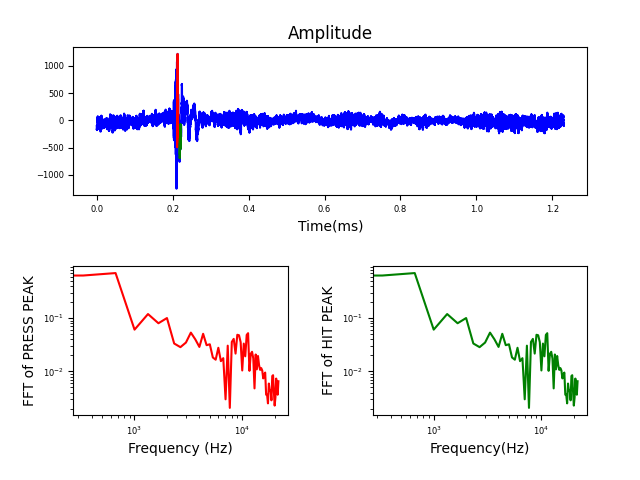 Amplitude
1000
500
0
−500
−1000
0.0 0.2 0.4 0.6 0.8 1.0 1.2
Time(ms)
FFT of PRESS PEAK
10⁻¹
10⁻²
10³ 10⁴
Frequency (Hz)
FFT of HIT PEAK
10⁻¹
10⁻²
10³ 10⁴
Frequency(Hz)